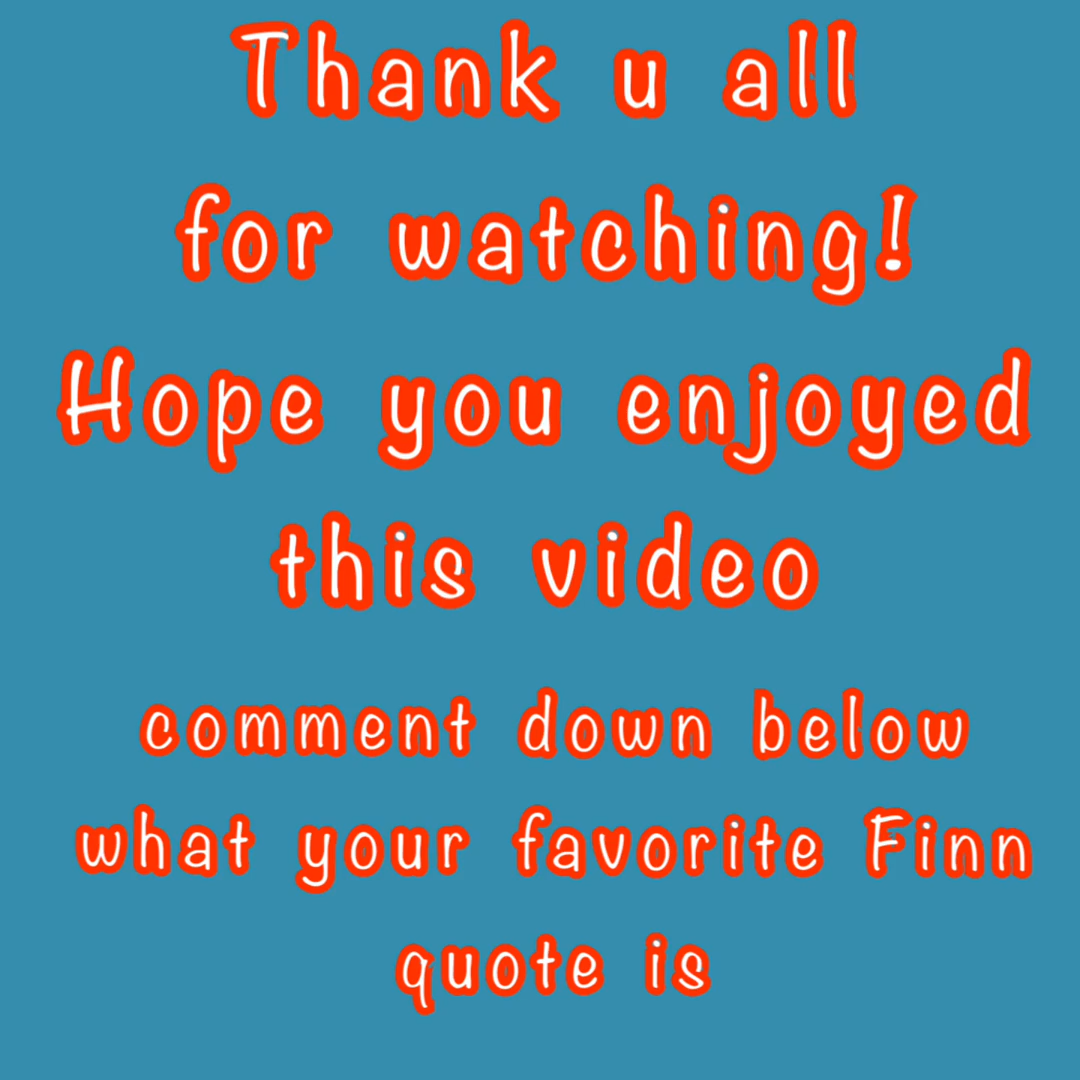 Thank u all
for watching!
Hope you enjoyed
this video
comment down below
what your favorite Finn
quote is